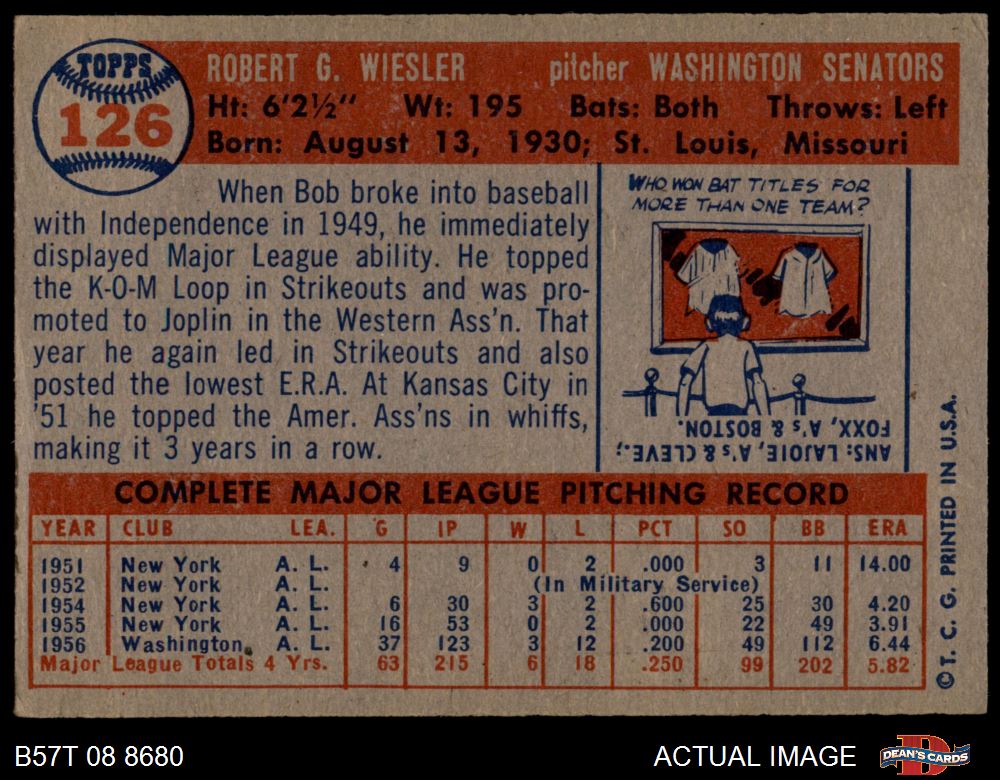 TOPPS
126
ROBERT G. WIESLER pitcher WASHINGTON SENATORS
Ht: 6'2½" Wt: 195 Bats: Both Throws: Left
Born: August 13, 1930; St. Louis, Missouri
When Bob broke into baseball
with Independence in 1949, he immediately
displayed Major League ability. He topped
the K-O-M Loop in Strikeouts and was pro-
moted to Joplin in the Western Ass'n. That
year he again led in Strikeouts and also
posted the lowest E.R.A. At Kansas City in
'51 he topped the Amer. Ass'ns in whiffs,
making it 3 years in a row.
WHO WON BAT TITLES FOR
MORE THAN ONE TEAM?
ANS: LAJOIE, A's & CLEVE.;
FOXX, A's & BOSTON.
COMPLETE MAJOR LEAGUE PITCHING RECORD
YEAR CLUB LEA. G IP W L PCT SO BB ERA
1951 New York A. L. 4 9 0 2 .000 3 11 14.00
1952 New York A. L. (In Military Service)
1954 New York A. L. 6 30 3 2 .600 25 30 4.20
1955 New York A. L. 16 53 0 2 .000 22 49 3.91
1956 Washington A. L. 37 123 3 12 .200 49 112 6.44
Major League Totals 4 Yrs. 63 215 6 18 .250 99 202 5.82
©T. C. G. PRINTED IN U.S.A.
B57T 08 8680 ACTUAL IMAGE DEAN'S CARDS